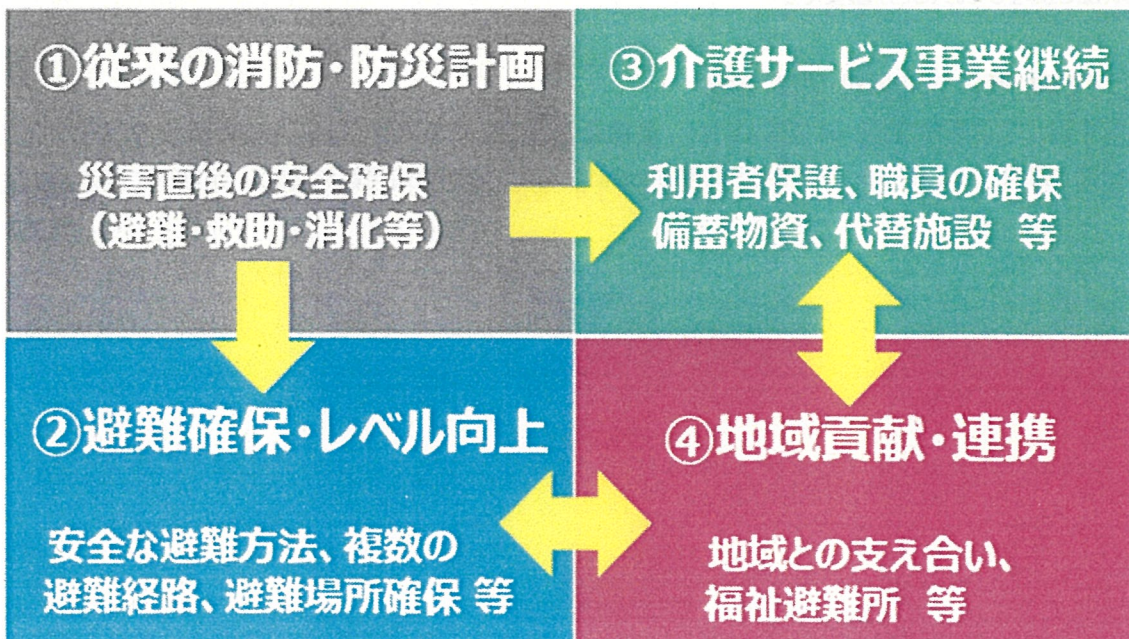 ①従来の消防・防災計画
災害直後の安全確保
（避難・救助・消化等）
③介護サービス事業継続
利用者保護、職員の確保
備蓄物資、代替施設 等
②避難確保・レベル向上
安全な避難方法、複数の
避難経路、避難場所確保 等
④地域貢献・連携
地域との支え合い、
福祉避難所 等